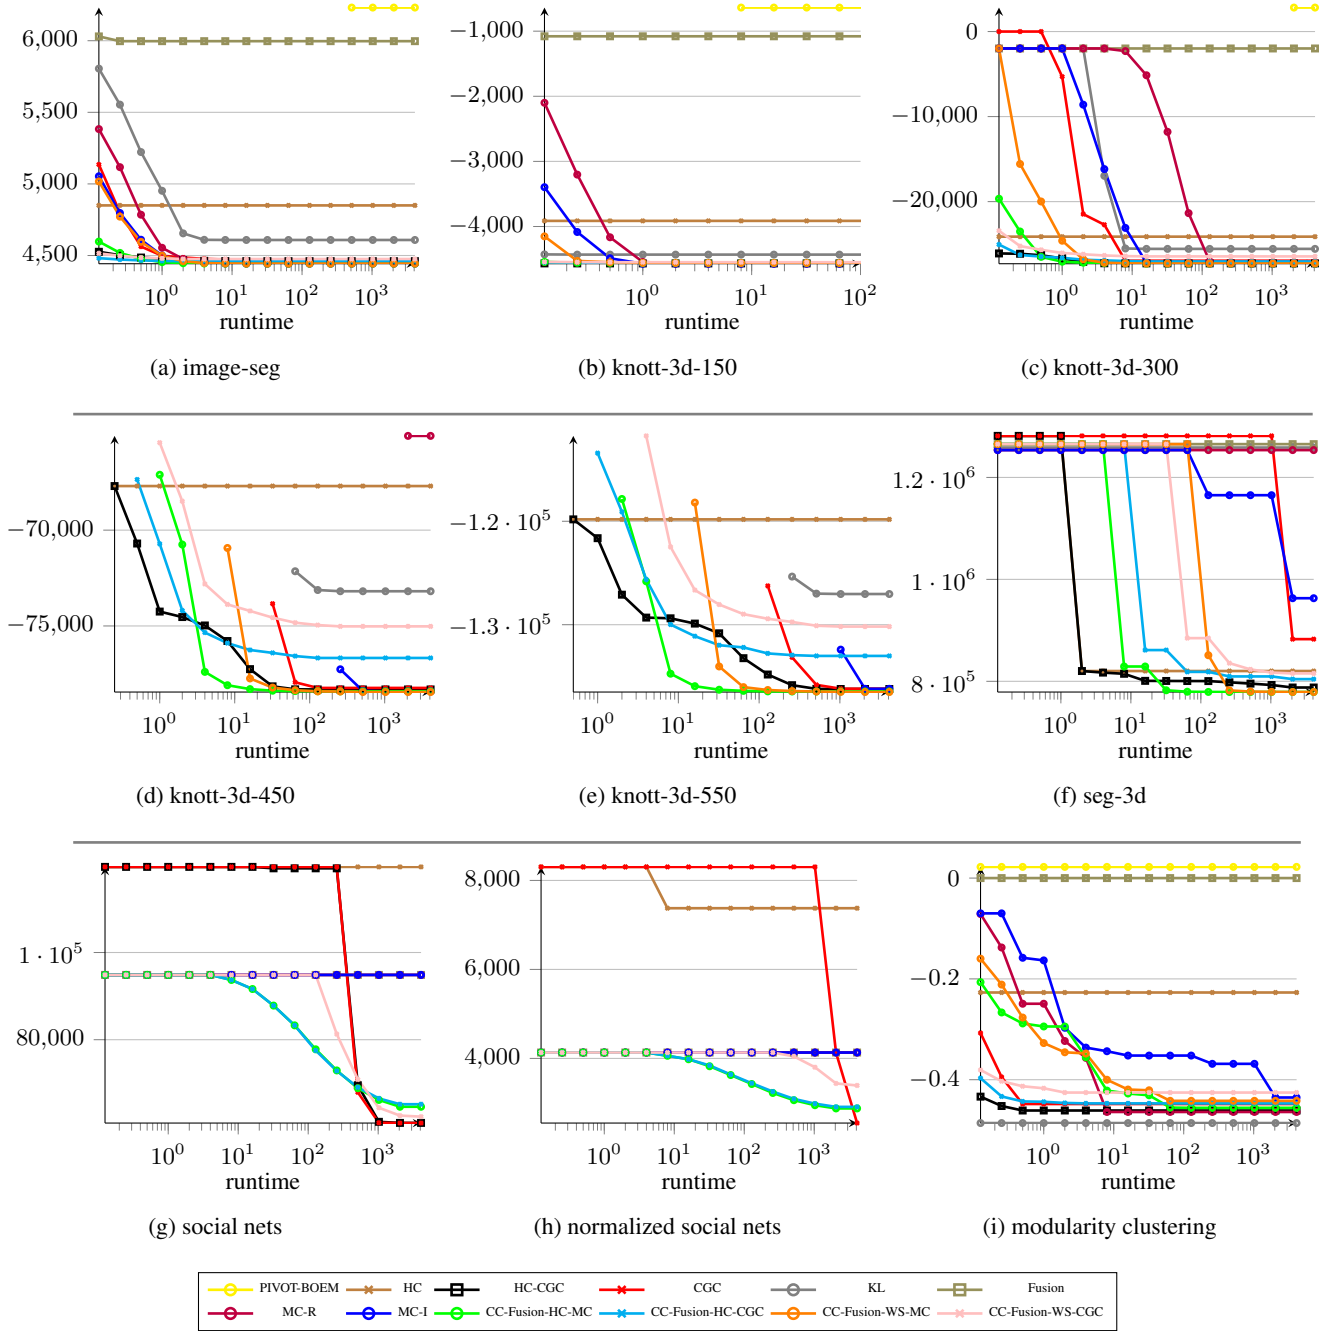 6,000
5,500
5,000
4,500
10^0 10^1 10^2 10^3
runtime
(a) image-seg
−1,000
−2,000
−3,000
−4,000
10^0 10^1 10^2
runtime
(b) knott-3d-150
0
−10,000
−20,000
10^0 10^1 10^2 10^3
runtime
(c) knott-3d-300
−70,000
−75,000
10^0 10^1 10^2 10^3
runtime
(d) knott-3d-450
−1.2 · 10^5
−1.3 · 10^5
10^0 10^1 10^2 10^3
runtime
(e) knott-3d-550
1.2 · 10^6
1 · 10^6
8 · 10^5
10^0 10^1 10^2 10^3
runtime
(f) seg-3d
1 · 10^5
80,000
10^0 10^1 10^2 10^3
runtime
(g) social nets
8,000
6,000
4,000
10^0 10^1 10^2 10^3
runtime
(h) normalized social nets
0
−0.2
−0.4
10^0 10^1 10^2 10^3
runtime
(i) modularity clustering
PIVOT-BOEM HC HC-CGC CGC KL Fusion
MC-R MC-I CC-Fusion-HC-MC CC-Fusion-HC-CGC CC-Fusion-WS-MC CC-Fusion-WS-CGC